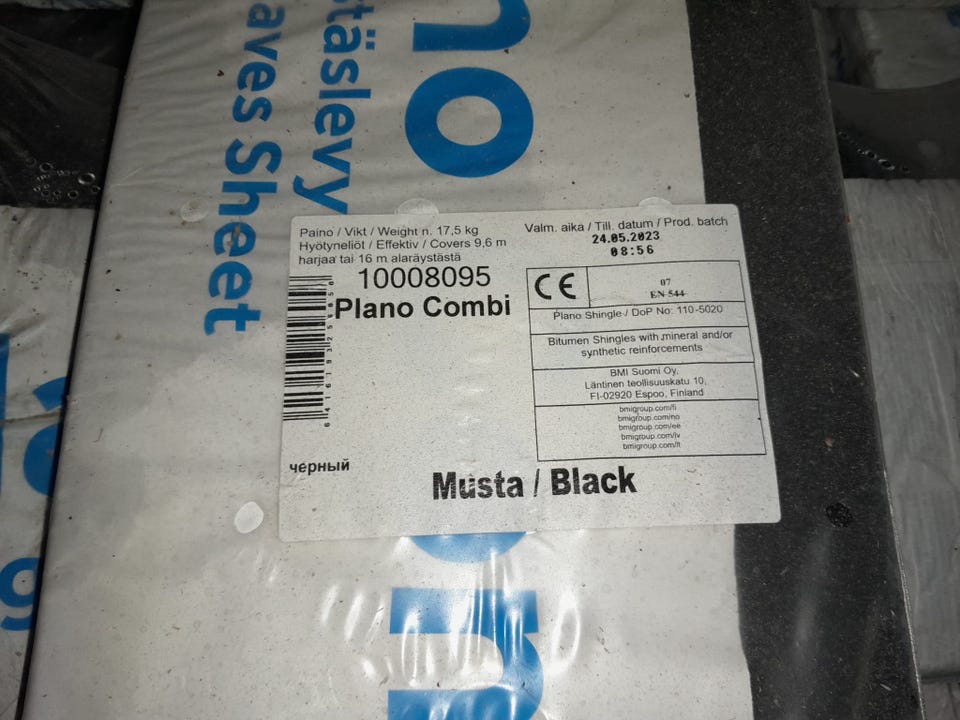 no
stäslevy
aves Sheet
Paino / Vikt / Weight n. 17,5 kg
Hyötyneliöt / Effektiv / Covers 9,6 m
harjaa tai 16 m alaräystästä
10008095
Plano Combi
Valm. aika / Till. datum / Prod. batch
24.05.2023
08:56
CE
07
EN 544
Plano Shingle / DoP No: 110-5020
Bitumen Shingles with mineral and/or
synthetic reinforcements
BMI Suomi Oy,
Läntinen teollisuuskatu 10,
FI-02920 Espoo, Finland
bmigroup.com/fi
bmigroup.com/no
bmigroup.com/ee
bmigroup.com/lv
bmigroup.com/lt
черный
Musta / Black